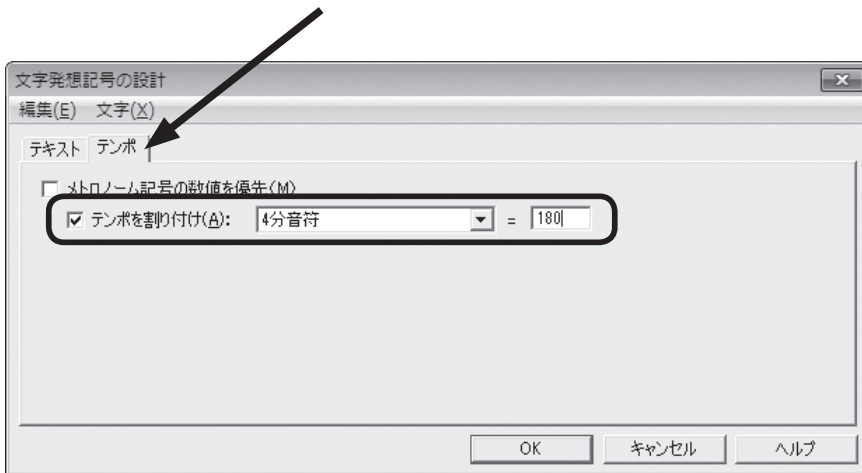 文字発想記号の設計
編集(E) 文字(X)
テキスト テンポ
メトロノーム記号の数値を優先(M)
テンポを割り付け(A): 4分音符 = 180
OK キャンセル ヘルプ